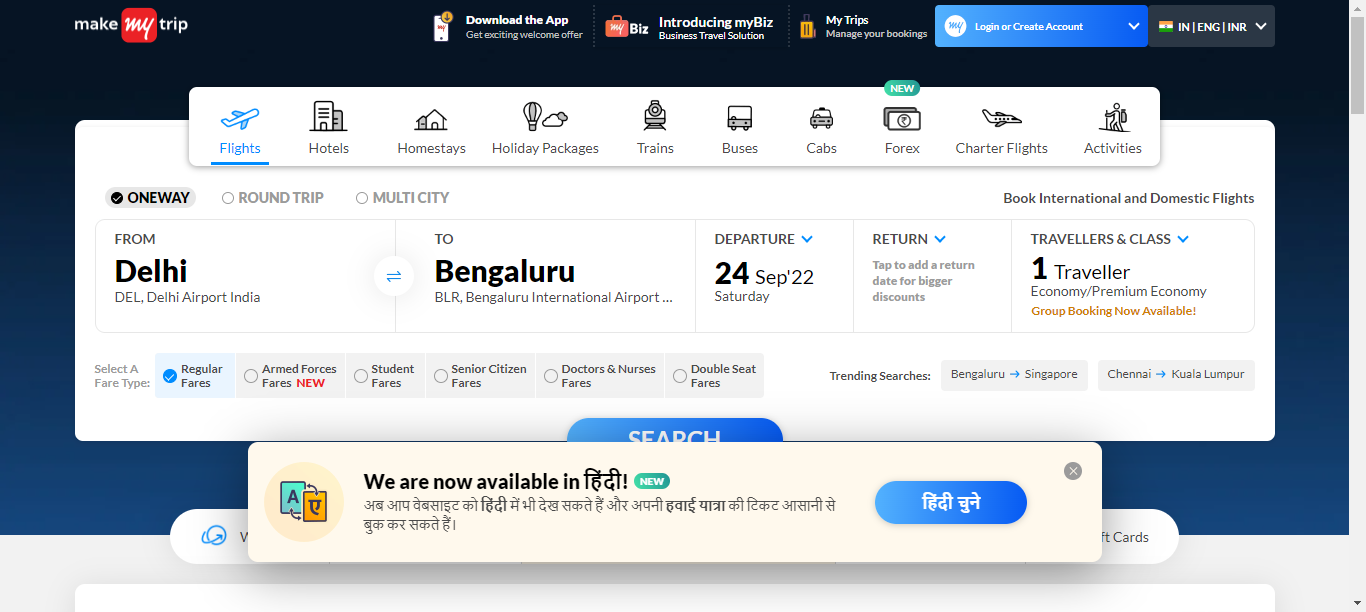 make my trip
Download the App
Get exciting welcome offer
my Biz
Introducing myBiz
Business Travel Solution
My Trips
Manage your bookings
my
Login or Create Account
IN | ENG | INR
NEW
Flights
Hotels
Homestays
Holiday Packages
Trains
Buses
Cabs
Forex
Charter Flights
Activities
ONEWAY
ROUND TRIP
MULTI CITY
Book International and Domestic Flights
FROM
Delhi
DEL, Delhi Airport India
TO
Bengaluru
BLR, Bengaluru International Airport ...
DEPARTURE
24 Sep'22
Saturday
RETURN
Tap to add a return
date for bigger
discounts
TRAVELLERS & CLASS
1 Traveller
Economy/Premium Economy
Group Booking Now Available!
Select A
Fare Type:
Regular
Fares
Armed Forces
Fares NEW
Student
Fares
Senior Citizen
Fares
Doctors & Nurses
Fares
Double Seat
Fares
Trending Searches:
Bengaluru → Singapore
Chennai → Kuala Lumpur
SEARCH
We are now available in हिंदी! NEW
अब आप वेबसाइट को हिंदी में भी देख सकते हैं और अपनी हवाई यात्रा की टिकट आसानी से
बुक कर सकते हैं।
A ए
हिंदी चुने
ft Cards